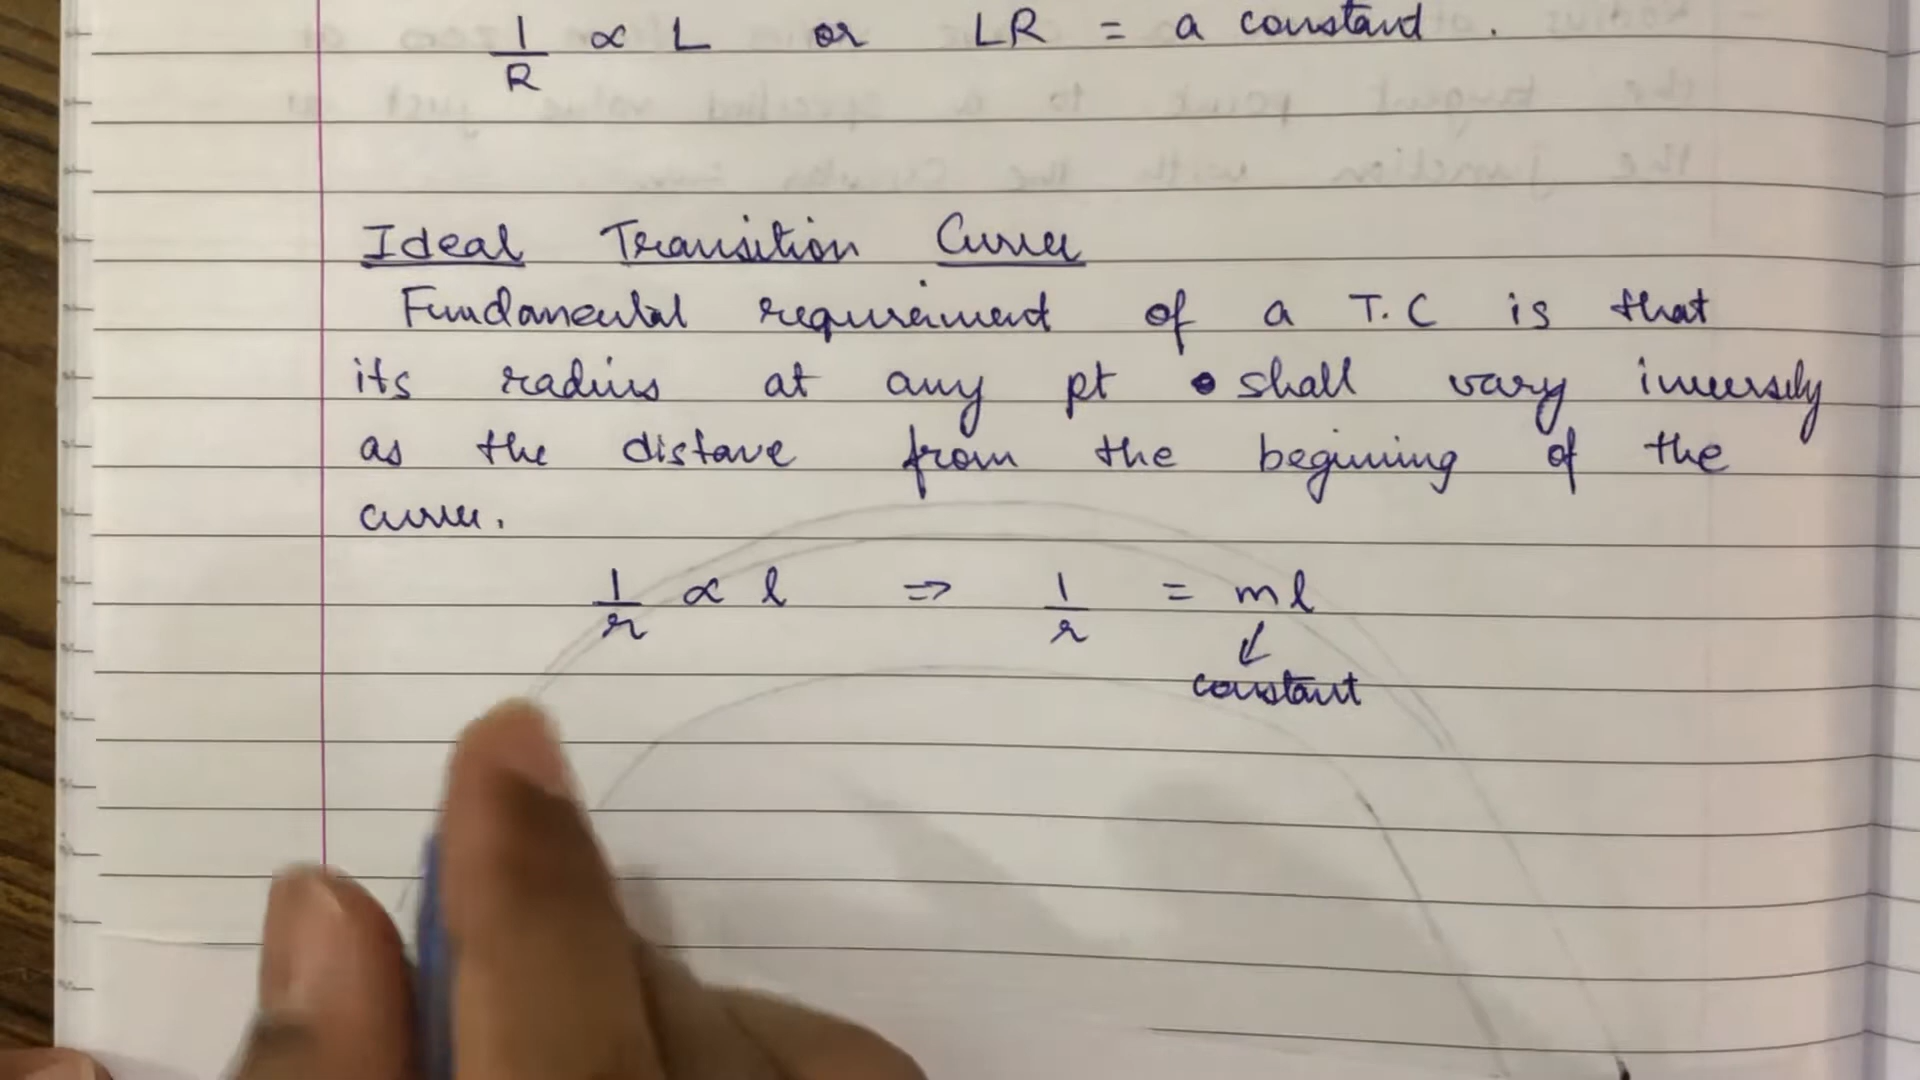 1/R ∝ L or LR = a constant.
Ideal Transition Curve
Fundamental requirement of a T.C is that
its radius at any pt shall vary inversely
as the distance from the begining of the
curve.
1/r ∝ l ⇒ 1/r = ml
constant